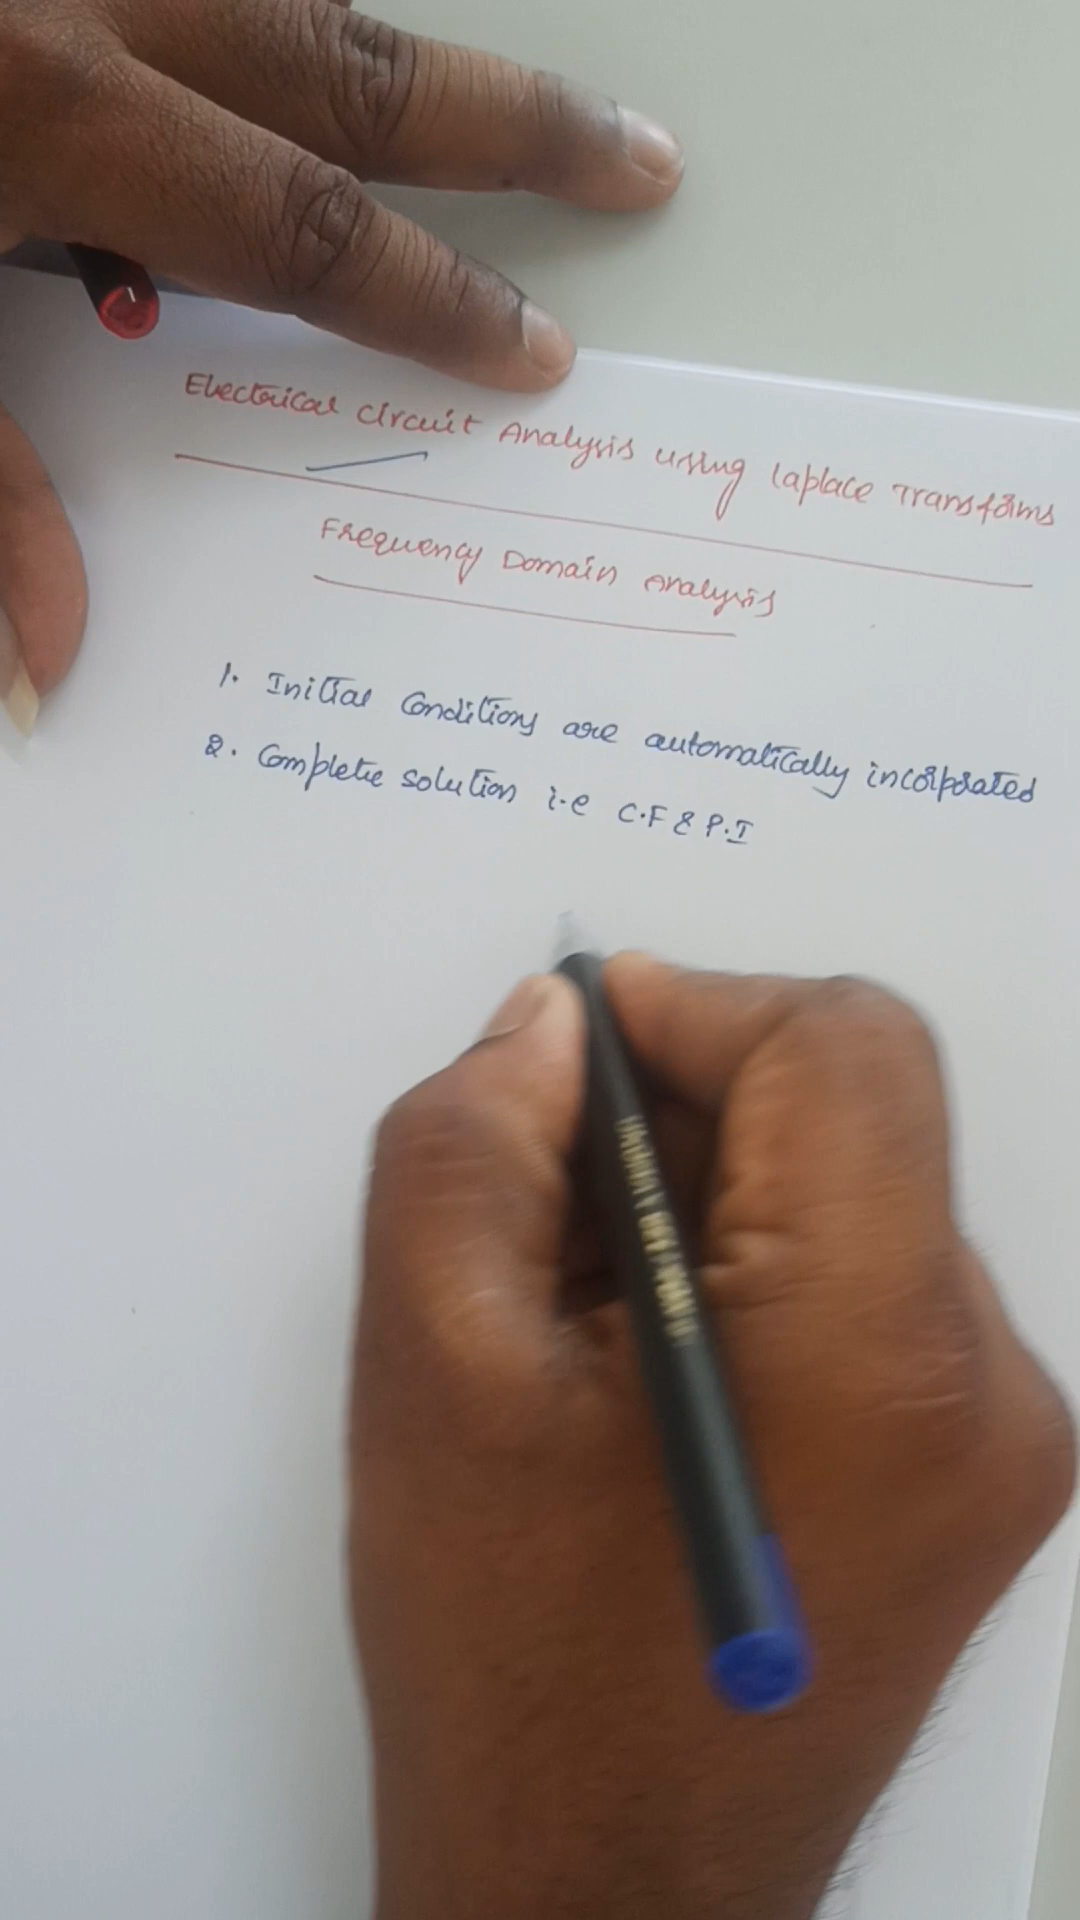 Electrical circuit Analysis using Laplace Transforms
Frequency Domain Analysis
1. Initial Conditions are automatically incorporated
2. Complete solution i.e C.F & P.I